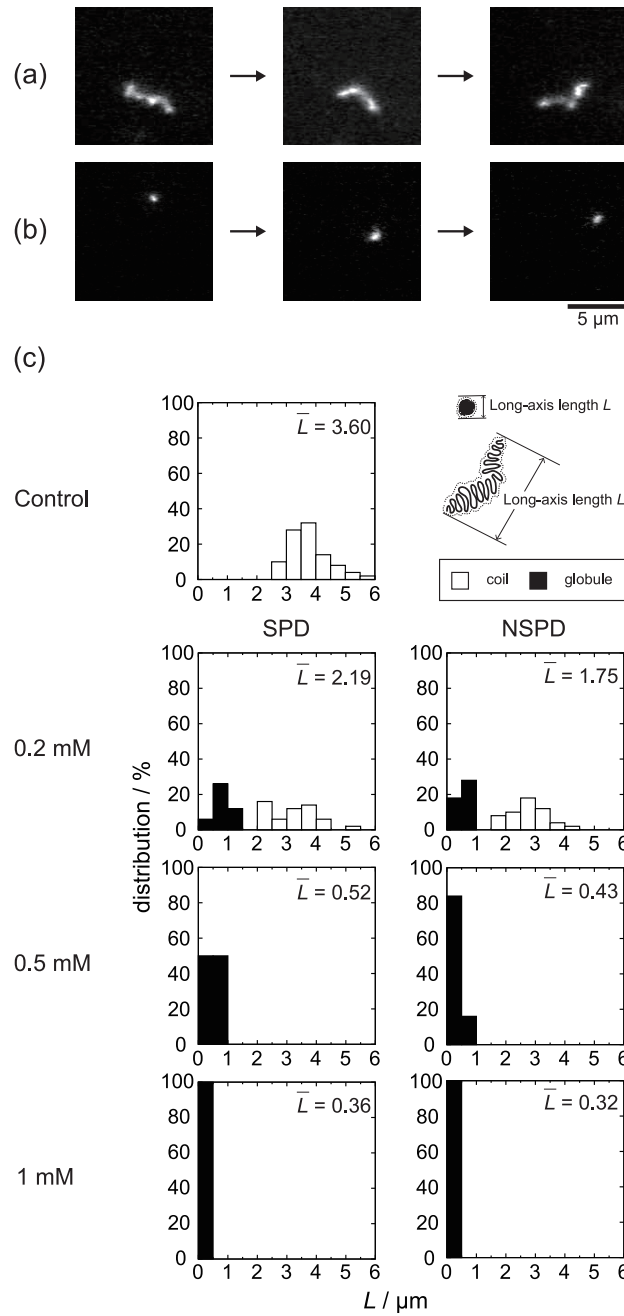 (a)
(b)
5 µm
(c)
Control
100
80
60
40
20
0
L = 3.60
0 1 2 3 4 5 6
Long-axis length L
Long-axis length L
coil globule
SPD NSPD
distribution / %
0.2 mM
100
80
60
40
20
0
L = 2.19
0 1 2 3 4 5 6
100
80
60
40
20
0
L = 1.75
0 1 2 3 4 5 6
0.5 mM
100
80
60
40
20
0
L = 0.52
0 1 2 3 4 5 6
100
80
60
40
20
0
L = 0.43
0 1 2 3 4 5 6
1 mM
100
80
60
40
20
0
L = 0.36
0 1 2 3 4 5 6
100
80
60
40
20
0
L = 0.32
0 1 2 3 4 5 6
L / µm